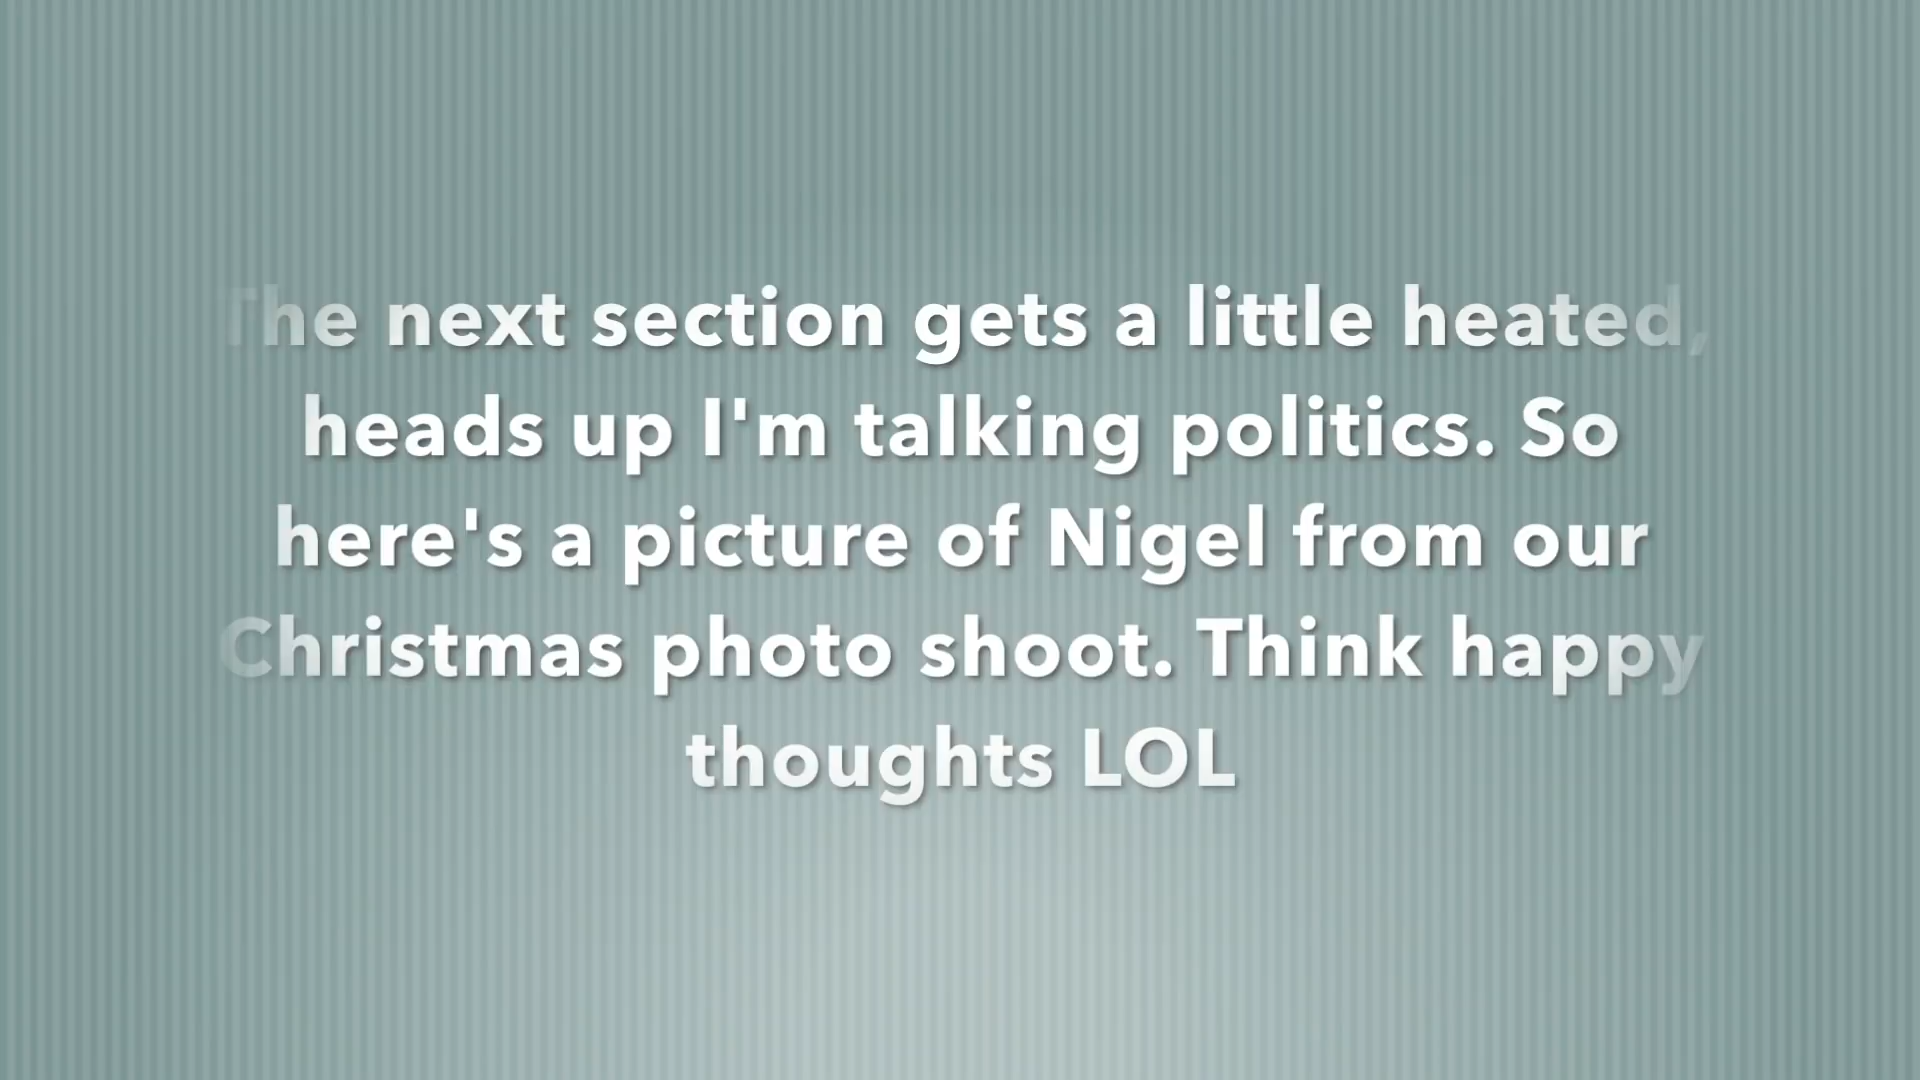 The next section gets a little heated,
heads up I'm talking politics. So
here's a picture of Nigel from our
Christmas photo shoot. Think happy
thoughts LOL